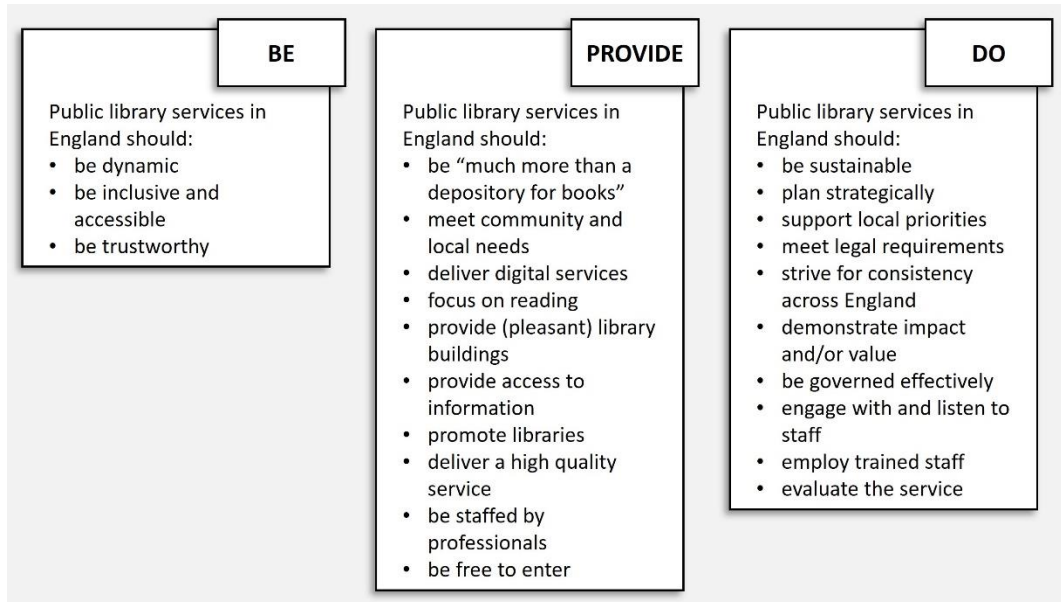 BE
Public library services in
England should:
• be dynamic
• be inclusive and
accessible
• be trustworthy
PROVIDE
Public library services in
England should:
• be “much more than a
depository for books”
• meet community and
local needs
• deliver digital services
• focus on reading
• provide (pleasant) library
buildings
• provide access to
information
• promote libraries
• deliver a high quality
service
• be staffed by
professionals
• be free to enter
DO
Public library services in
England should:
• be sustainable
• plan strategically
• support local priorities
• meet legal requirements
• strive for consistency
across England
• demonstrate impact
and/or value
• be governed effectively
• engage with and listen to
staff
• employ trained staff
• evaluate the service